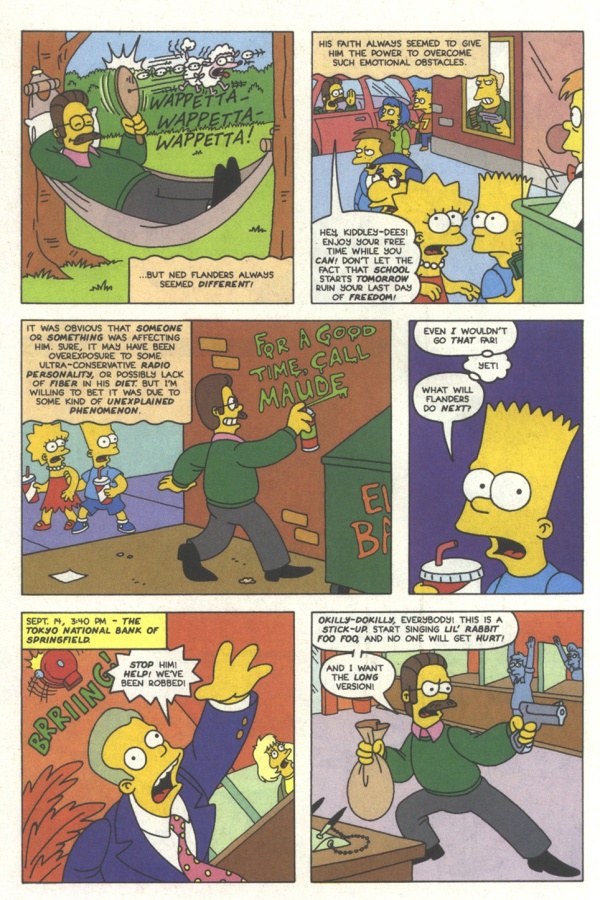 WAPPETTA-
WAPPETTA-
WAPPETTA!
...BUT NED FLANDERS ALWAYS
SEEMED DIFFERENT!
HIS FAITH ALWAYS SEEMED TO GIVE
HIM THE POWER TO OVERCOME
SUCH EMOTIONAL OBSTACLES.
HEY, KIDDLEY-DEES!
ENJOY YOUR FREE
TIME WHILE YOU
CAN! DON'T LET THE
FACT THAT SCHOOL
STARTS TOMORROW
RUIN YOUR LAST DAY
OF FREEDOM!
IT WAS OBVIOUS THAT SOMEONE
OR SOMETHING WAS AFFECTING
HIM. SURE, IT MAY HAVE BEEN
OVEREXPOSURE TO SOME
ULTRA-CONSERVATIVE RADIO
PERSONALITY, OR POSSIBLY LACK
OF FIBER IN HIS DIET. BUT I'M
WILLING TO BET IT WAS DUE TO
SOME KIND OF UNEXPLAINED
PHENOMENON.
FOR A GOOD
TIME, CALL
MAUDE
EVEN I WOULDN'T
GO THAT FAR!
YET!
WHAT WILL
FLANDERS
DO NEXT?
SEPT. 14, 3:40 PM - THE
TOKYO NATIONAL BANK OF
SPRINGFIELD.
BRRIING!
STOP HIM!
HELP! WE'VE
BEEN ROBBED!
OKILLY-DOKILLY, EVERYBODY! THIS IS A
STICK-UP. START SINGING LIL' RABBIT
FOO FOO, AND NO ONE WILL GET HURT!
AND I WANT
THE LONG
VERSION!